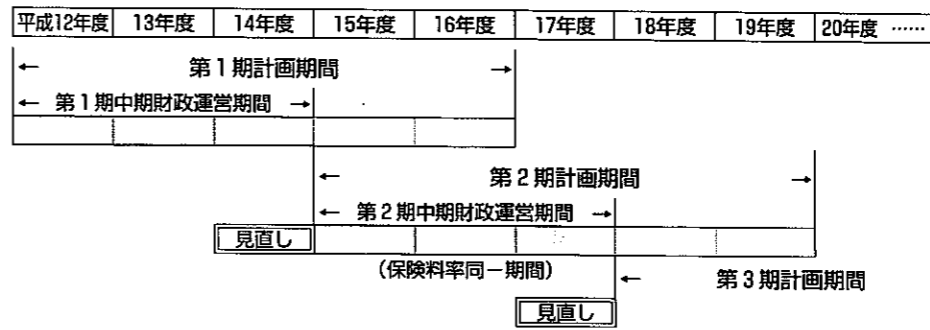 平成12年度 13年度 14年度 15年度 16年度 17年度 18年度 19年度 20年度 ……
← 第1期計画期間 →
← 第1期中期財政運営期間 →
← 第2期計画期間 →
← 第2期中期財政運営期間 →
見直し
(保険料率同一期間)
← 第3期計画期間
見直し